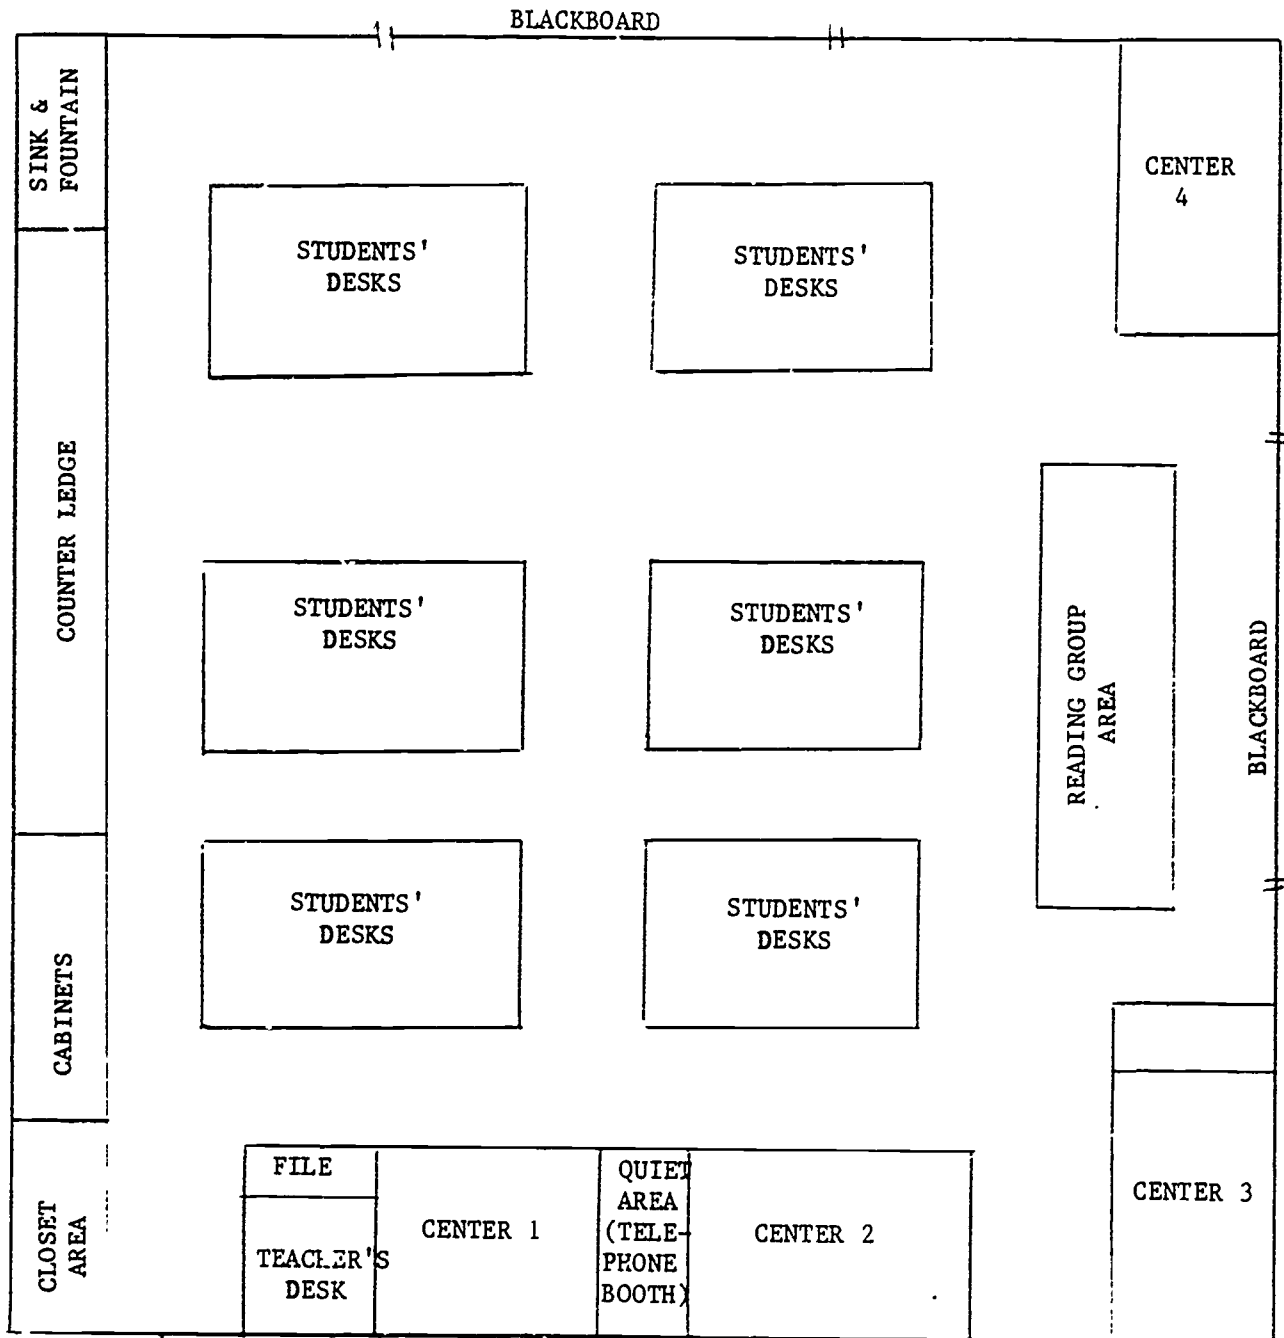 BLACKBOARD
SINK &
FOUNTAIN
CENTER
4
STUDENTS'
DESKS
STUDENTS'
DESKS
COUNTER LEDGE
STUDENTS'
DESKS
STUDENTS'
DESKS
READING GROUP
AREA
BLACKBOARD
STUDENTS'
DESKS
STUDENTS'
DESKS
CABINETS
CLOSET
AREA
FILE
TEACHER'S
DESK
CENTER 1
QUIET
AREA
(TELE-
PHONE
BOOTH)
CENTER 2
CENTER 3